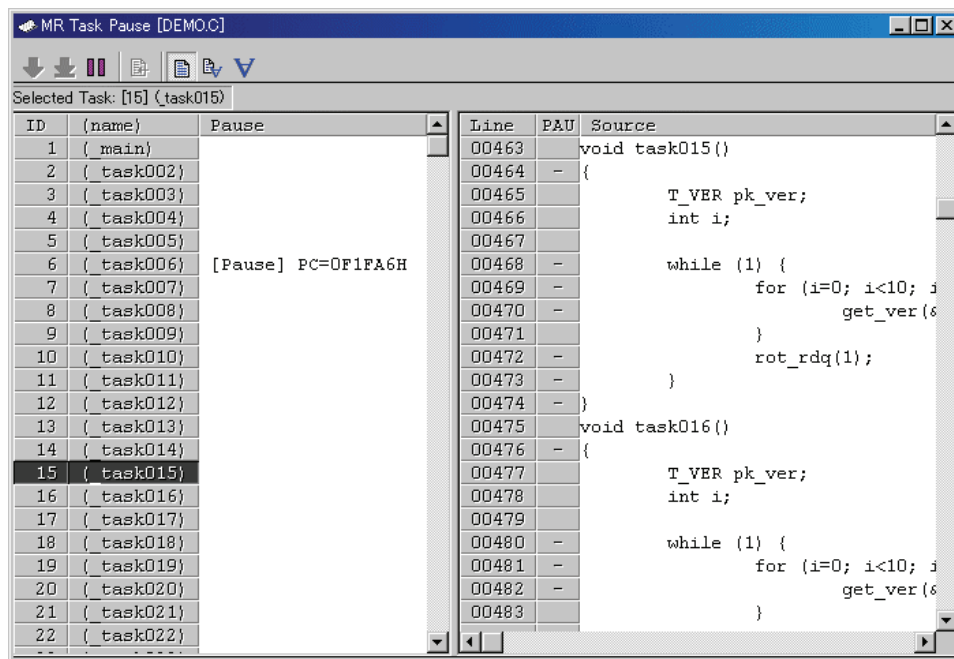 MR Task Pause [DEMO.C]
Selected Task: [15] (_task015)
ID (name) Pause
1 (_main)
2 (_task002)
3 (_task003)
4 (_task004)
5 (_task005)
6 (_task006) [Pause] PC=0F1FA6H
7 (_task007)
8 (_task008)
9 (_task009)
10 (_task010)
11 (_task011)
12 (_task012)
13 (_task013)
14 (_task014)
15 (_task015)
16 (_task016)
17 (_task017)
18 (_task018)
19 (_task019)
20 (_task020)
21 (_task021)
22 (_task022)
Line PAU Source
00463 void task015()
00464 - {
00465 T_VER pk_ver;
00466 int i;
00467
00468 - while (1) {
00469 - for (i=0; i<10; i
00470 - get_ver(&
00471 }
00472 - rot_rdq(1);
00473 - }
00474 - }
00475 void task016()
00476 - {
00477 T_VER pk_ver;
00478 int i;
00479
00480 - while (1) {
00481 - for (i=0; i<10; i
00482 - get_ver(&
00483 }